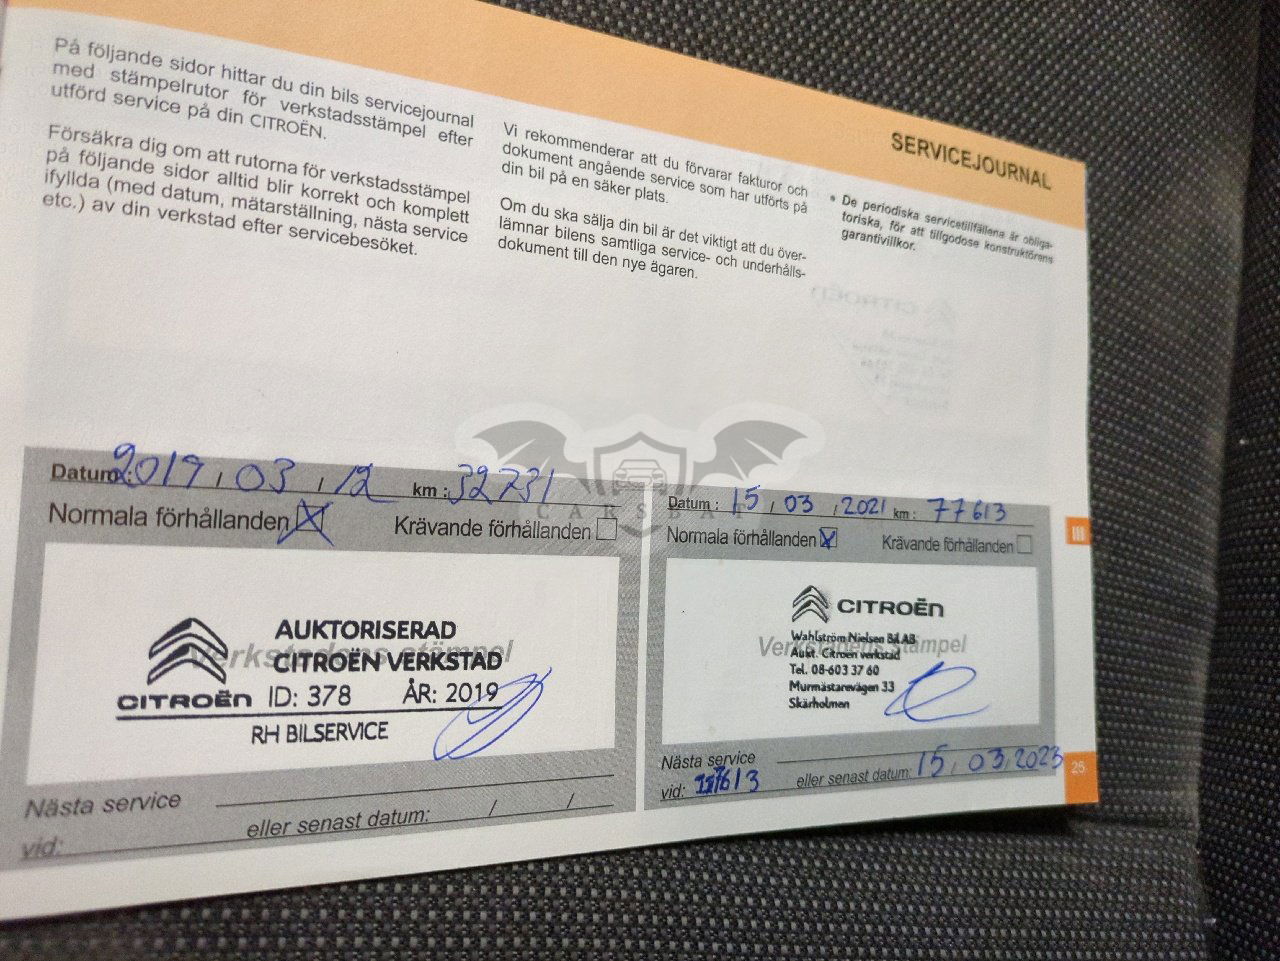 SERVICEJOURNAL
På följande sidor hittar du din bils servicejournal
med stämpelrutor för verkstadsstämpel efter
utförd service på din CITROËN.
Försäkra dig om att rutorna för verkstadsstämpel
på följande sidor alltid blir korrekt och komplett
ifyllda (med datum, mätarställning, nästa service
etc.) av din verkstad efter servicebesöket.
Vi rekommenderar att du förvarar fakturor och
dokument angående service som har utförts på
din bil på en säker plats.
Om du ska sälja din bil är det viktigt att du över-
lämnar bilens samtliga service- och underhålls-
dokument till den nye ägaren.
• De periodiska servicetillfällena är obliga-
toriska, för att tillgodose konstruktörens
garantivillkor.
CARSBAT
Datum: 2019 / 03 / 12 km: 32731
Normala förhållanden Krävande förhållanden
Verkstadens stämpel
AUKTORISERAD
CITROËN VERKSTAD
CITROËN ID: 378 ÅR: 2019
RH BILSERVICE
Nästa service
vid: eller senast datum: / /
Datum: 15 / 03 / 2021 km: 77613
Normala förhållanden Krävande förhållanden
Verkstadens stämpel
CITROËN
Wahlström Nielsen Bil AB
Aukt. Citroen verkstad
Tel. 08-603 37 60
Murmästarevägen 33
Skärholmen
Nästa service
vid: eller senast datum: 15 / 03 / 2023
III
25